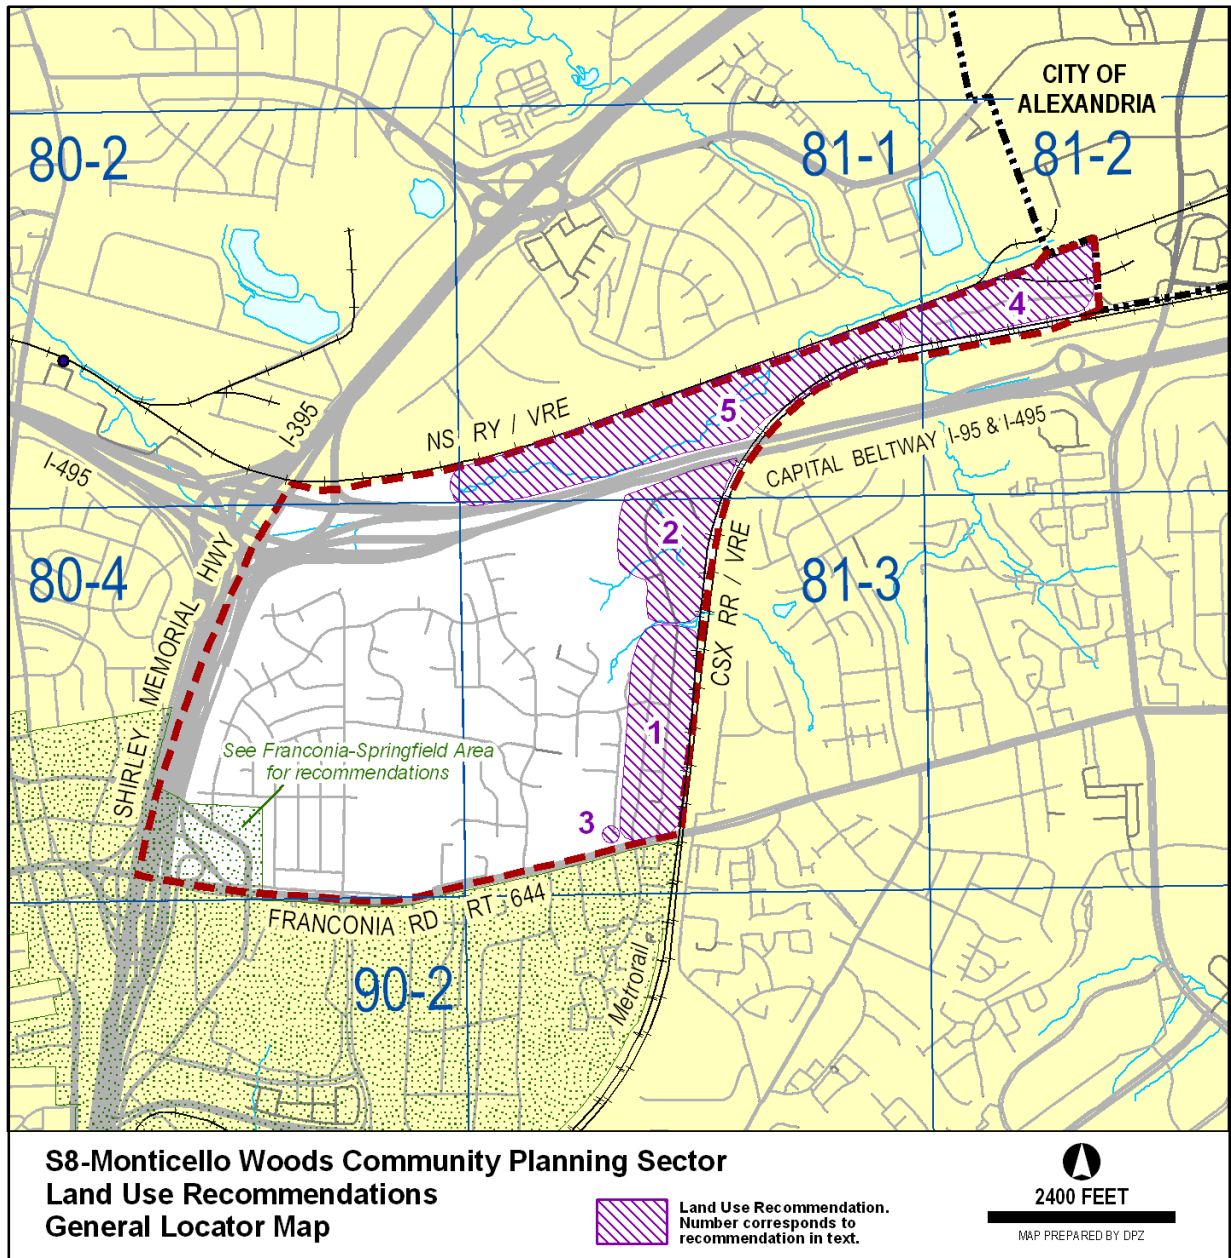 CITY OF
ALEXANDRIA
80-2
81-1
81-2
4
I-395
NS RY / VRE
5
I-495
CAPITAL BELTWAY I-95 & I-495
2
80-4
SHIRLEY MEMORIAL HWY
CSX RR / VRE
81-3
1
See Franconia-Springfield Area
for recommendations
3
FRANCONIA RD RT. 644
90-2
Metrorail
S8-Monticello Woods Community Planning Sector
Land Use Recommendations
General Locator Map
Land Use Recommendation.
Number corresponds to
recommendation in text.
2400 FEET
MAP PREPARED BY DPZ